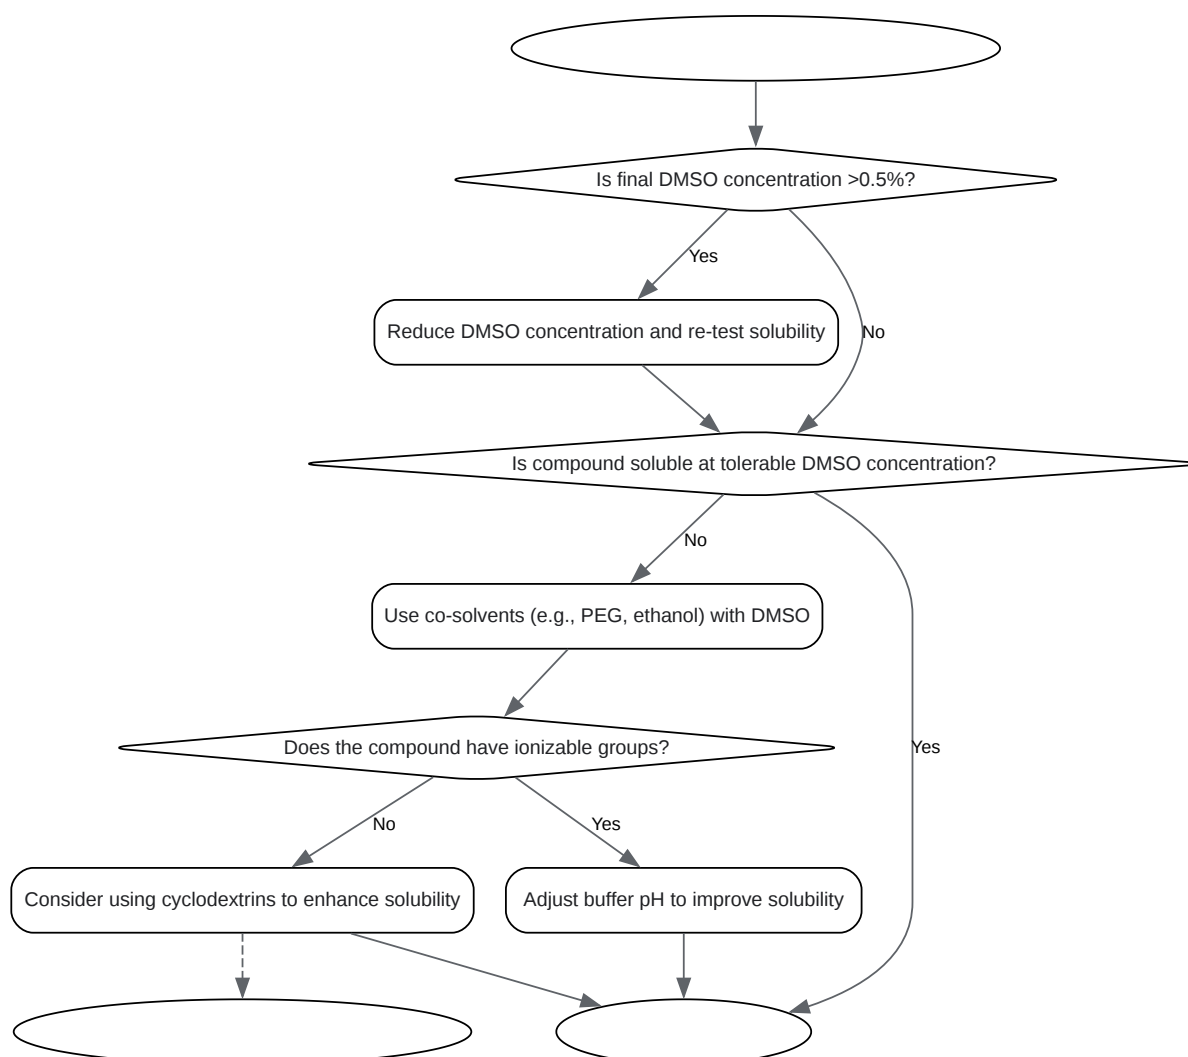 Is final DMSO concentration >0.5%?
Yes
Reduce DMSO concentration and re-test solubility
No
Is compound soluble at tolerable DMSO concentration?
No
Use co-solvents (e.g., PEG, ethanol) with DMSO
Does the compound have ionizable groups?
Yes
No
Yes
Consider using cyclodextrins to enhance solubility
Adjust buffer pH to improve solubility